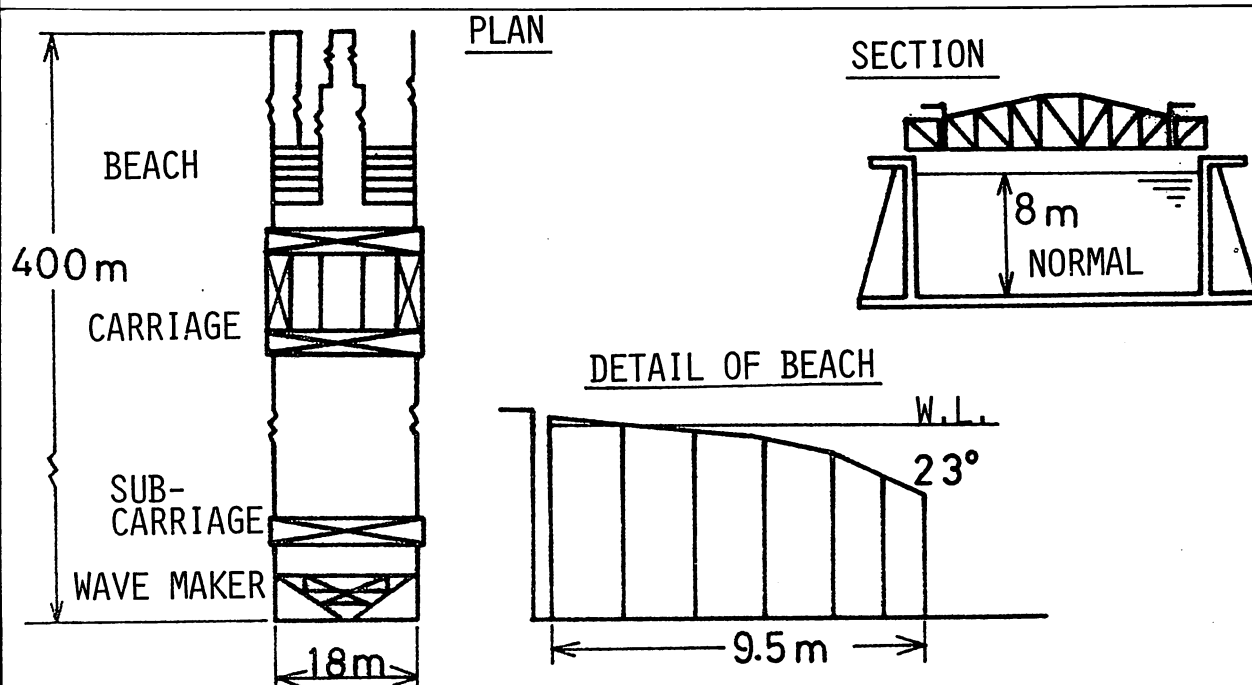 PLAN
SECTION
BEACH
400m
CARRIAGE
SUB-
CARRIAGE
WAVE MAKER
18m
8m
NORMAL
DETAIL OF BEACH
W.L.
23°
9.5m